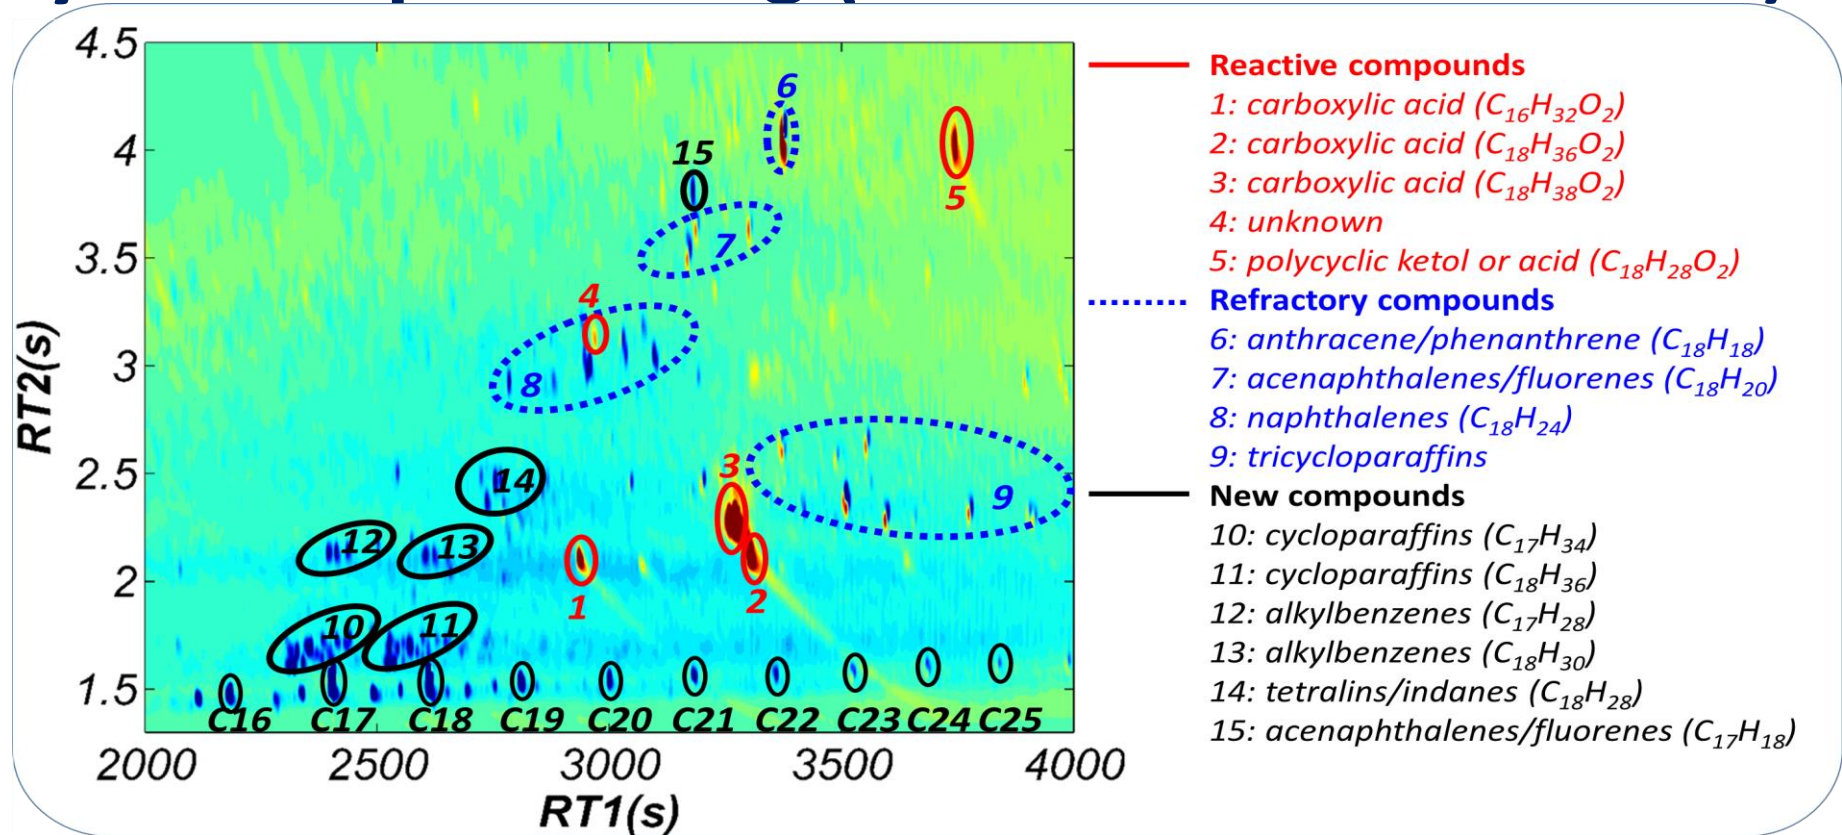 4.5
4
3.5
3
2.5
2
1.5
RT2(s)
2000 2500 3000 3500 4000
RT1(s)
6
15
5
7
4
8
3
9
14
12 13
1 2
10 11
C16 C17 C18 C19 C20 C21 C22 C23 C24 C25
Reactive compounds
1: carboxylic acid (C₁₆H₃₂O₂)
2: carboxylic acid (C₁₈H₃₆O₂)
3: carboxylic acid (C₁₈H₃₈O₂)
4: unknown
5: polycyclic ketol or acid (C₁₈H₂₈O₂)
Refractory compounds
6: anthracene/phenanthrene (C₁₈H₁₈)
7: acenaphthalenes/fluorenes (C₁₈H₂₀)
8: naphthalenes (C₁₈H₂₄)
9: tricycloparaffins
New compounds
10: cycloparaffins (C₁₇H₃₄)
11: cycloparaffins (C₁₈H₃₆)
12: alkylbenzenes (C₁₇H₂₈)
13: alkylbenzenes (C₁₈H₃₀)
14: tetralins/indanes (C₁₈H₂₈)
15: acenaphthalenes/fluorenes (C₁₇H₁₈)